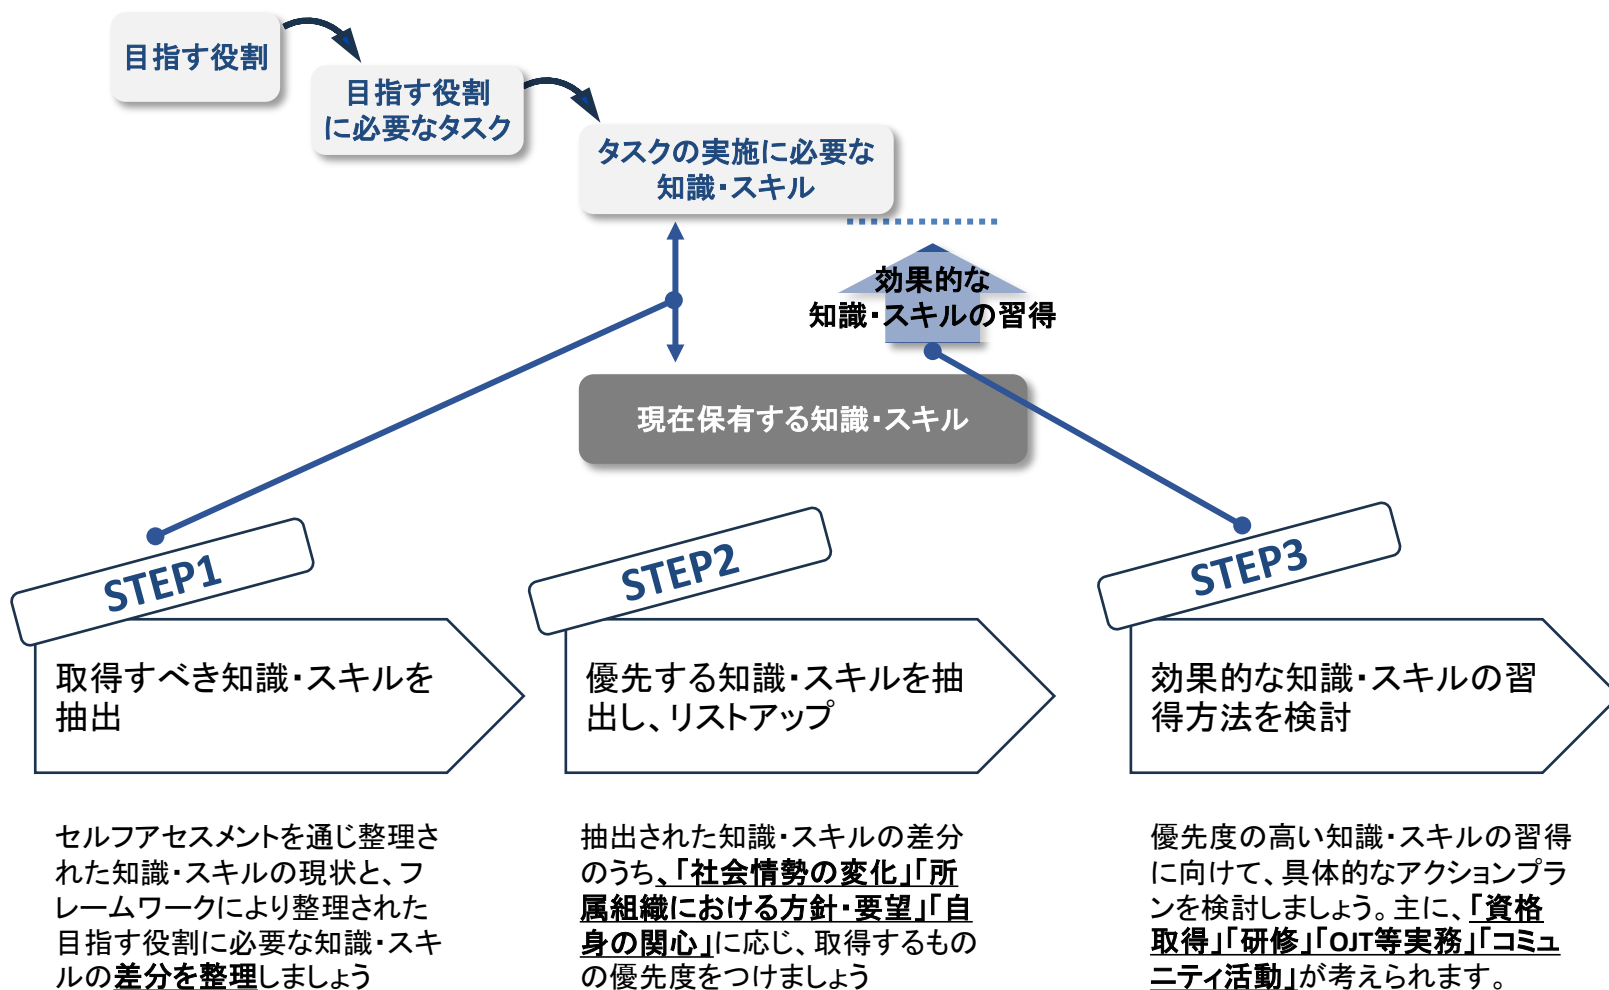 目指す役割
目指す役割
に必要なタスク
タスクの実施に必要な
知識・スキル
効果的な
知識・スキルの習得
現在保有する知識・スキル
STEP1
取得すべき知識・スキルを
抽出
セルフアセスメントを通じ整理さ
れた知識・スキルの現状と、フ
レームワークにより整理された
目指す役割に必要な知識・スキ
ルの差分を整理しましょう
STEP2
優先する知識・スキルを抽
出し、リストアップ
抽出された知識・スキルの差分
のうち、「社会情勢の変化」「所
属組織における方針・要望」「自
身の関心」に応じ、取得するもの
の優先度をつけましょう
STEP3
効果的な知識・スキルの習
得方法を検討
優先度の高い知識・スキルの習得
に向けて、具体的なアクションプラ
ンを検討しましょう。主に、「資格
取得」「研修」「OJT等実務」「コミュ
ニティ活動」が考えられます。